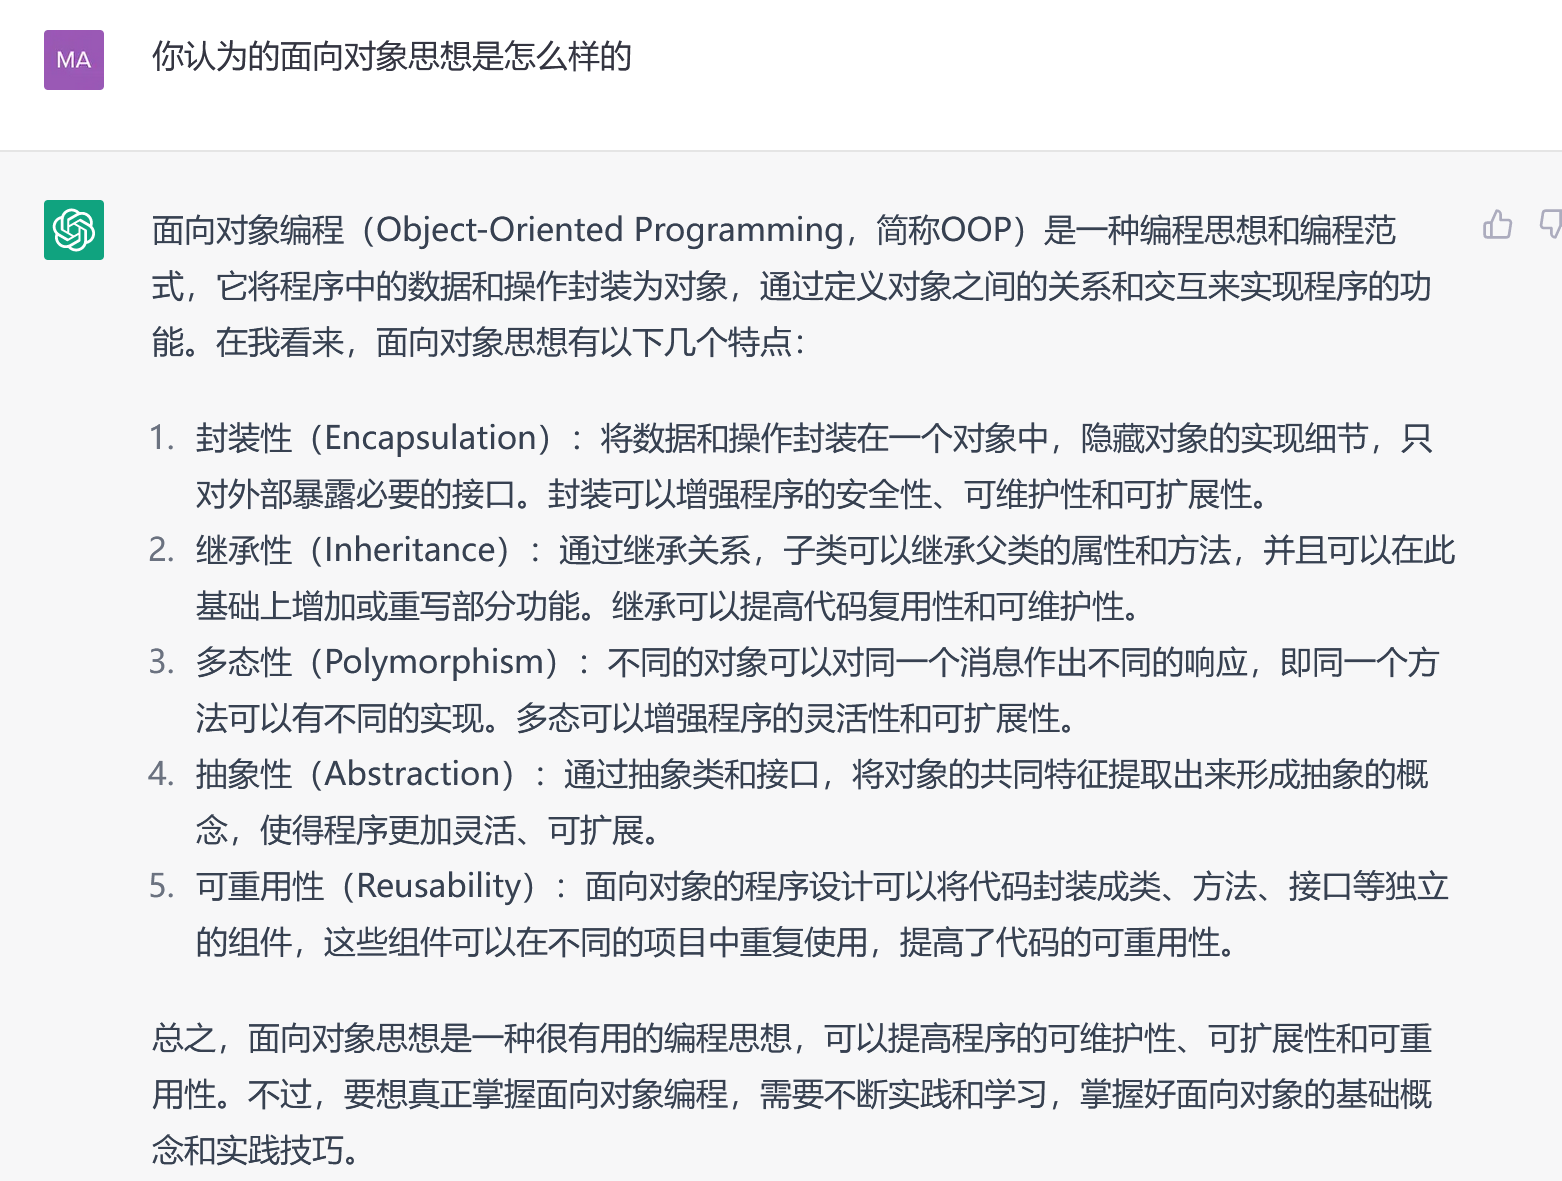 MA
你认为的面向对象思想是怎么样的
面向对象编程（Object-Oriented Programming，简称OOP）是一种编程思想和编程范
式，它将程序中的数据和操作封装为对象，通过定义对象之间的关系和交互来实现程序的功
能。在我看来，面向对象思想有以下几个特点：
1. 封装性（Encapsulation）：将数据和操作封装在一个对象中，隐藏对象的实现细节，只
对外部暴露必要的接口。封装可以增强程序的安全性、可维护性和可扩展性。
2. 继承性（Inheritance）：通过继承关系，子类可以继承父类的属性和方法，并且可以在此
基础上增加或重写部分功能。继承可以提高代码复用性和可维护性。
3. 多态性（Polymorphism）：不同的对象可以对同一个消息作出不同的响应，即同一个方
法可以有不同的实现。多态可以增强程序的灵活性和可扩展性。
4. 抽象性（Abstraction）：通过抽象类和接口，将对象的共同特征提取出来形成抽象的概
念，使得程序更加灵活、可扩展。
5. 可重用性（Reusability）：面向对象的程序设计可以将代码封装成类、方法、接口等独立
的组件，这些组件可以在不同的项目中重复使用，提高了代码的可重用性。
总之，面向对象思想是一种很有用的编程思想，可以提高程序的可维护性、可扩展性和可重
用性。不过，要想真正掌握面向对象编程，需要不断实践和学习，掌握好面向对象的基础概
念和实践技巧。